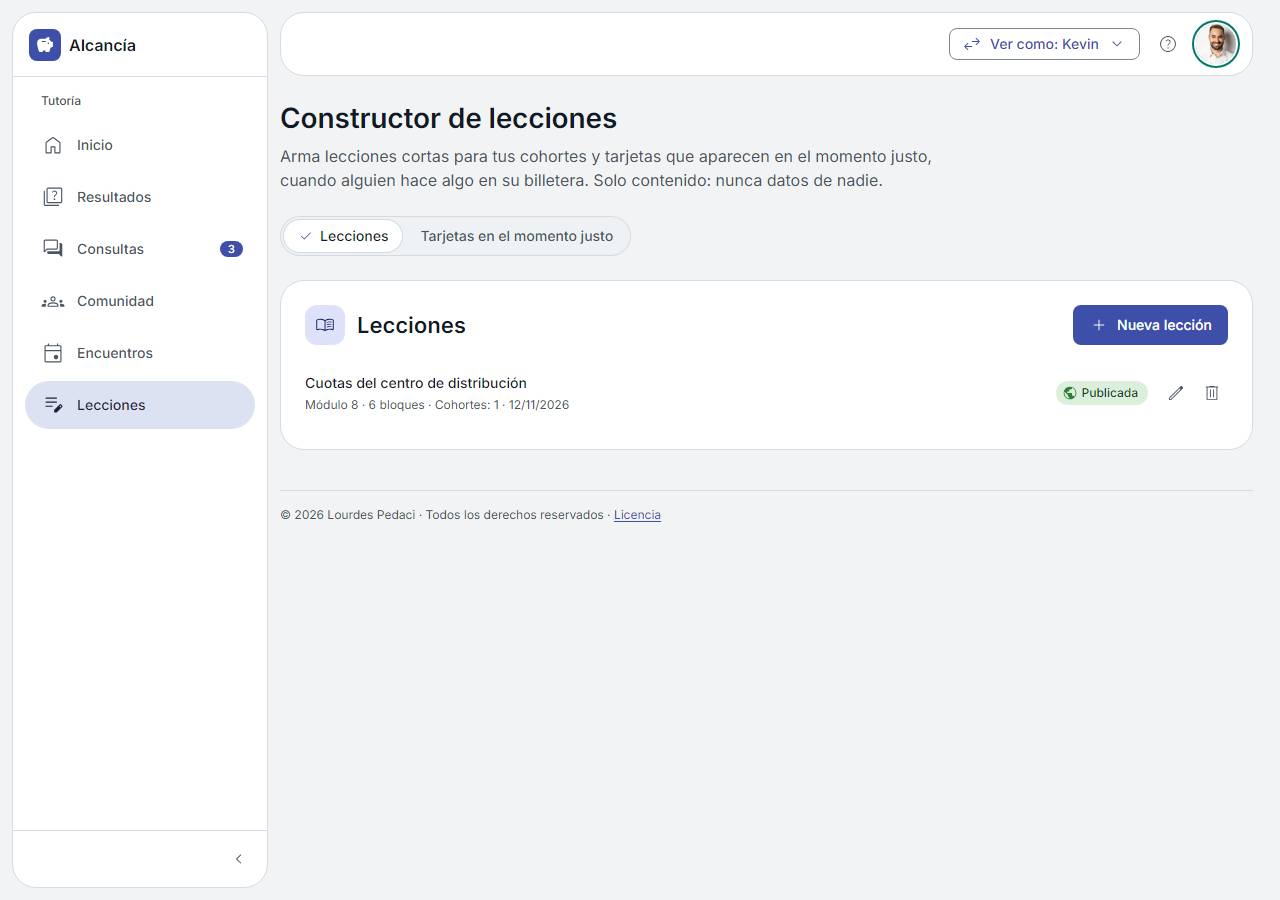 Alcancía
Tutoría
Inicio
Resultados
Consultas 3
Comunidad
Encuentros
Lecciones
Ver como: Kevin
Constructor de lecciones
Arma lecciones cortas para tus cohortes y tarjetas que aparecen en el momento justo,
cuando alguien hace algo en su billetera. Solo contenido: nunca datos de nadie.
Lecciones
Tarjetas en el momento justo
Lecciones
Nueva lección
Cuotas del centro de distribución
Módulo 8 · 6 bloques · Cohortes: 1 · 12/11/2026
Publicada
© 2026 Lourdes Pedaci · Todos los derechos reservados · Licencia